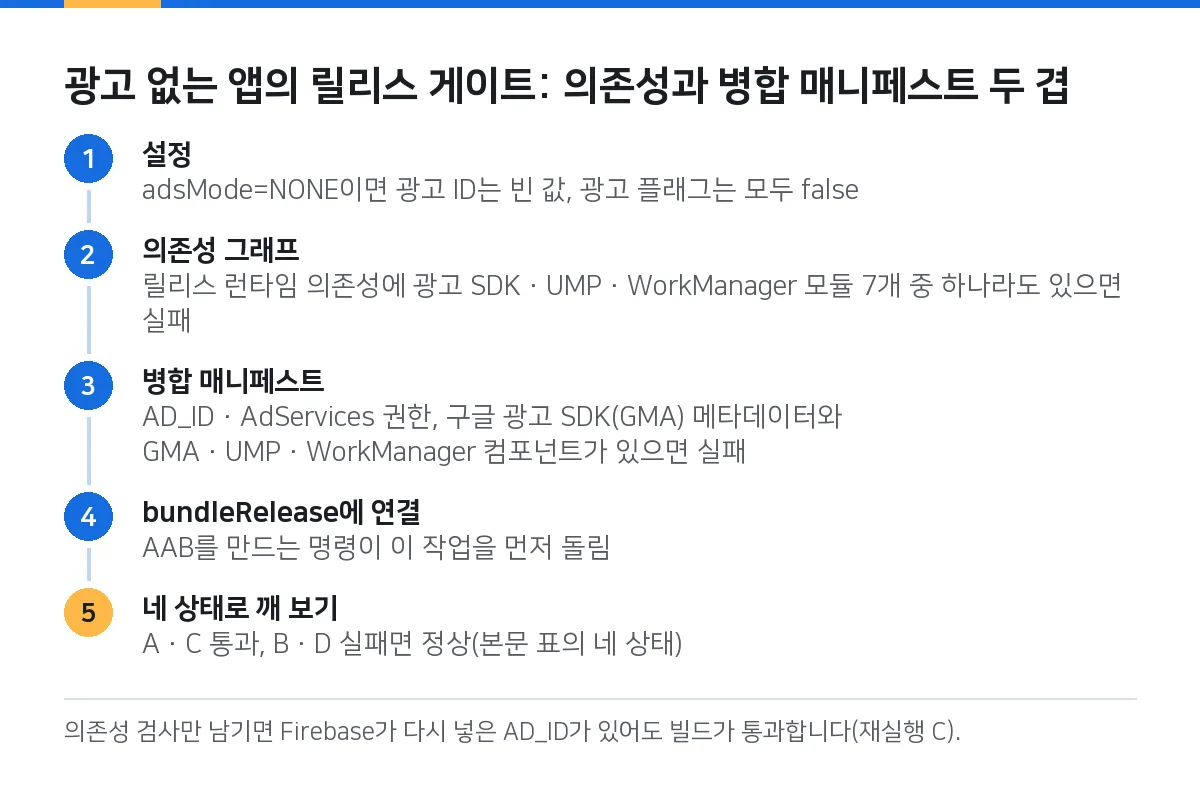 광고 없는 앱의 릴리스 게이트: 의존성과 병합 매니페스트 두 겹
1
설정
adsMode=NONE이면 광고 ID는 빈 값, 광고 플래그는 모두 false
2
의존성 그래프
릴리스 런타임 의존성에 광고 SDK · UMP · WorkManager 모듈 7개 중 하나라도 있으면
실패
3
병합 매니페스트
AD_ID · AdServices 권한, 구글 광고 SDK(GMA) 메타데이터와
GMA · UMP · WorkManager 컴포넌트가 있으면 실패
4
bundleRelease에 연결
AAB를 만드는 명령이 이 작업을 먼저 돌림
5
네 상태로 깨 보기
A · C 통과, B · D 실패면 정상(본문 표의 네 상태)
의존성 검사만 남기면 Firebase가 다시 넣은 AD_ID가 있어도 빌드가 통과합니다(재실행 C).